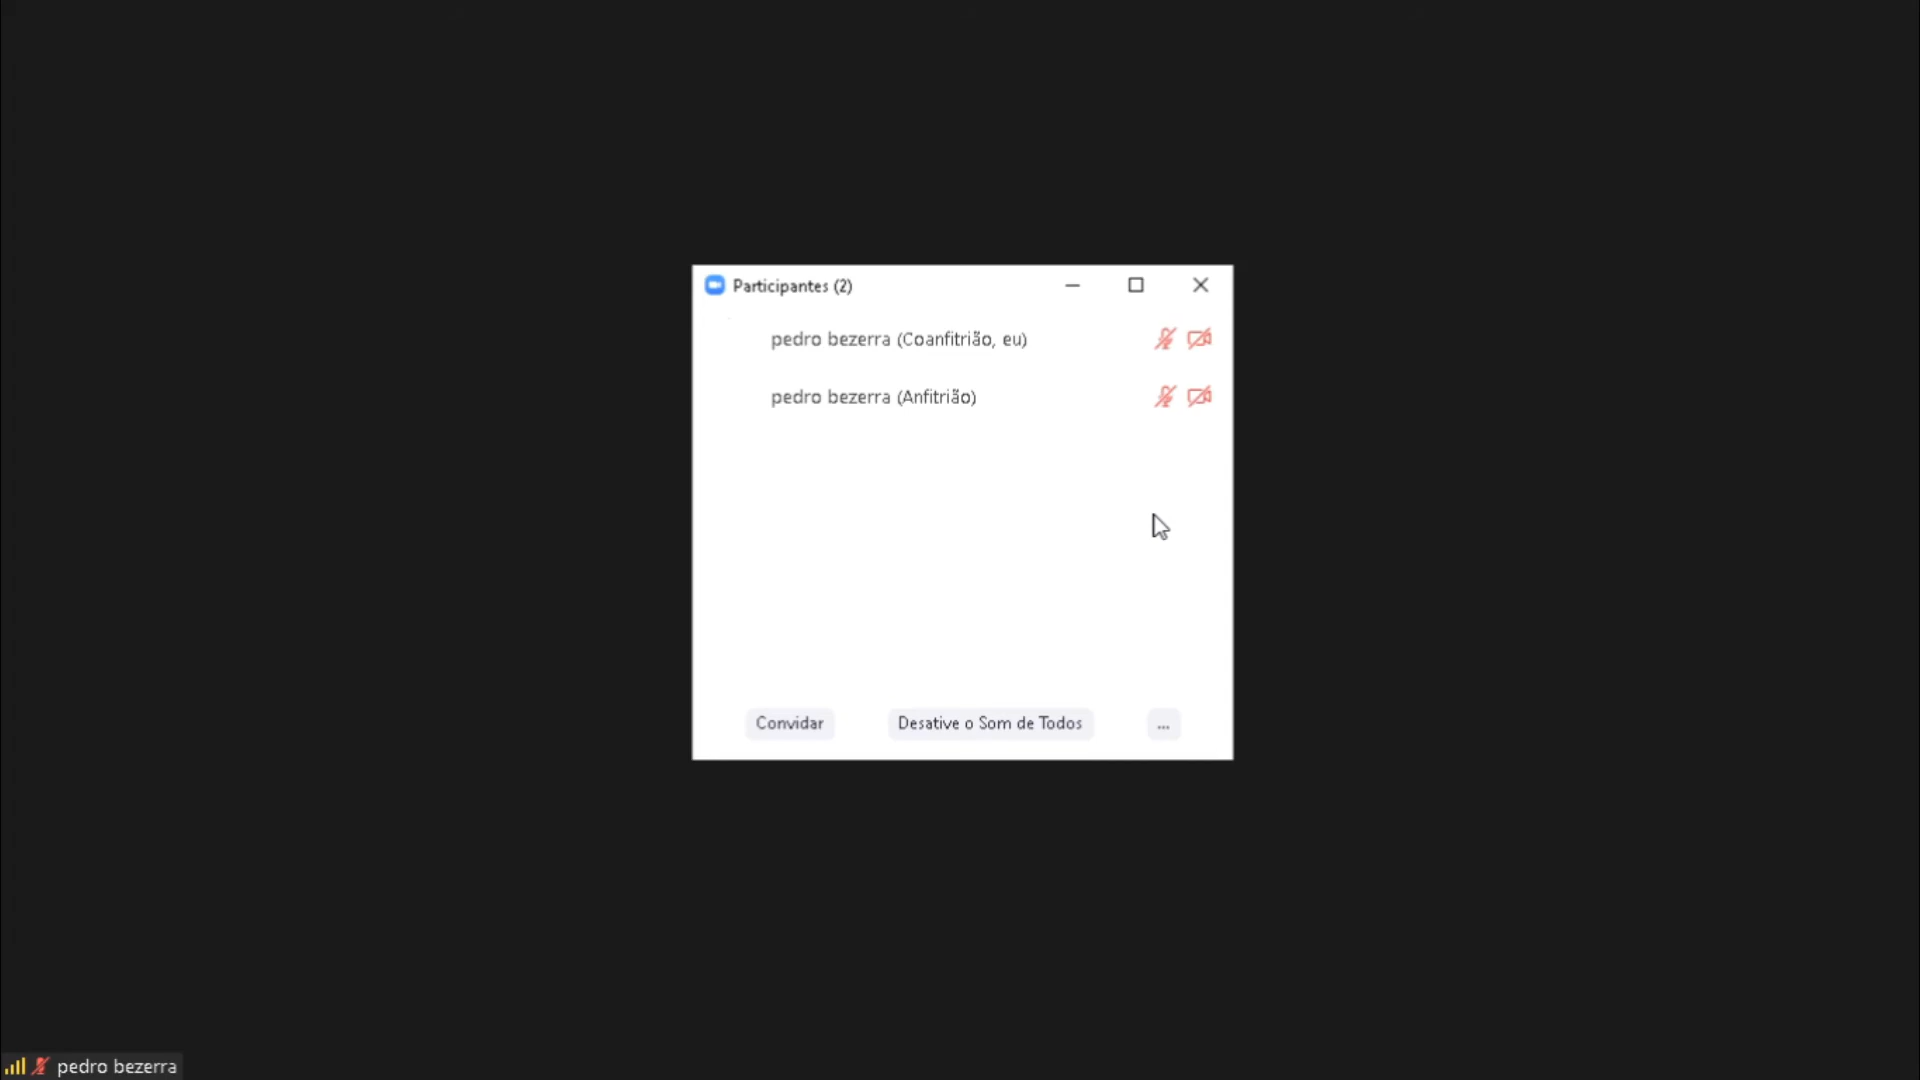 Participantes (2)
pedro bezerra (Coanfitrião, eu)
pedro bezerra (Anfitrião)
Convidar
Desative o Som de Todos
...
pedro bezerra